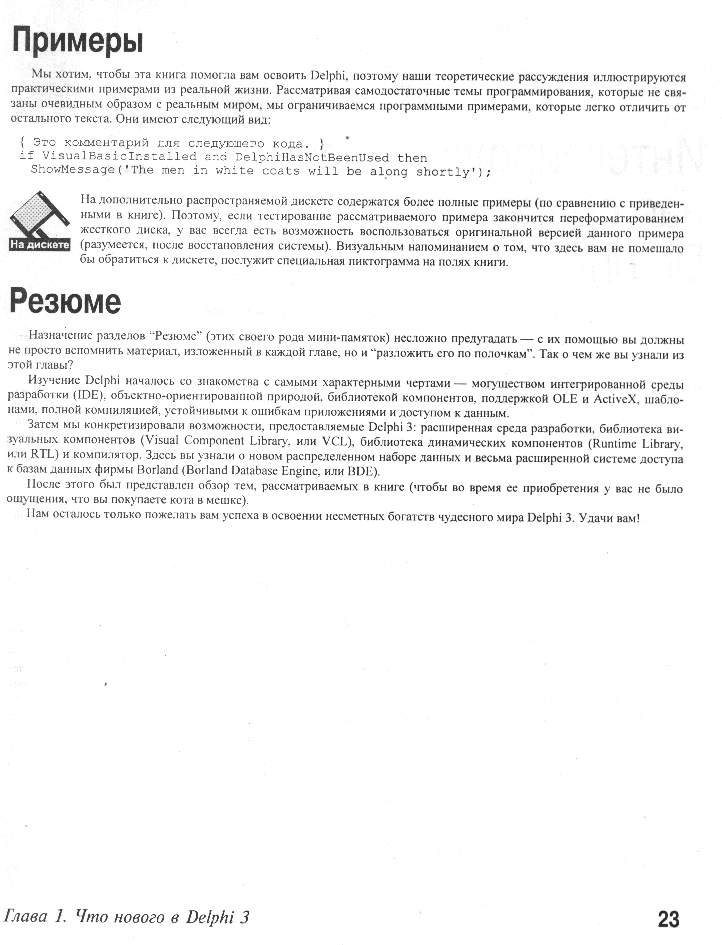 Примеры
Мы хотим, чтобы эта книга помогла вам освоить Delphi, поэтому наши теоретические рассуждения иллюстрируются
практическими примерами из реальной жизни. Рассматривая самодостаточные темы программирования, которые не свя-
заны очевидным образом с реальным миром, мы ограничиваемся программными примерами, которые легко отличить от
остального текста. Они имеют следующий вид:
{ Это комментарий для следующего кода. }
if VisualBasicInstalled and DelphiHasNotBeenUsed then
ShowMessage('The men in white coats will be along shortly');
На дискете
На дополнительно распространяемой дискете содержатся более полные примеры (по сравнению с приведен-
ными в книге). Поэтому, если тестирование рассматриваемого примера закончится переформатированием
жесткого диска, у вас всегда есть возможность воспользоваться оригинальной версией данного примера
(разумеется, после восстановления системы). Визуальным напоминанием о том, что здесь вам не помешало
бы обратиться к дискете, послужит специальная пиктограмма на полях книги.
Резюме
Назначение разделов “Резюме” (этих своего рода мини-памяток) несложно предугадать — с их помощью вы должны
не просто вспомнить материал, изложенный в каждой главе, но и “разложить его по полочкам”. Так о чем же вы узнали из
этой главы?
Изучение Delphi началось со знакомства с самыми характерными чертами — могуществом интегрированной среды
разработки (IDE), объектно-ориентированной природой, библиотекой компонентов, поддержкой OLE и ActiveX, шабло-
нами, полной компиляцией, устойчивыми к ошибкам приложениями и доступом к данным.
Затем мы конкретизировали возможности, предоставляемые Delphi 3: расширенная среда разработки, библиотека ви-
зуальных компонентов (Visual Component Library, или VCL), библиотека динамических компонентов (Runtime Library,
или RTL) и компилятор. Здесь вы узнали о новом распределенном наборе данных и весьма расширенной системе доступа
к базам данных фирмы Borland (Borland Database Engine, или BDE).
После этого был представлен обзор тем, рассматриваемых в книге (чтобы во время ее приобретения у вас не было
ощущения, что вы покупаете кота в мешке).
Нам осталось только пожелать вам успеха в освоении несметных богатств чудесного мира Delphi 3. Удачи вам!
Глава 1. Что нового в Delphi 3
23